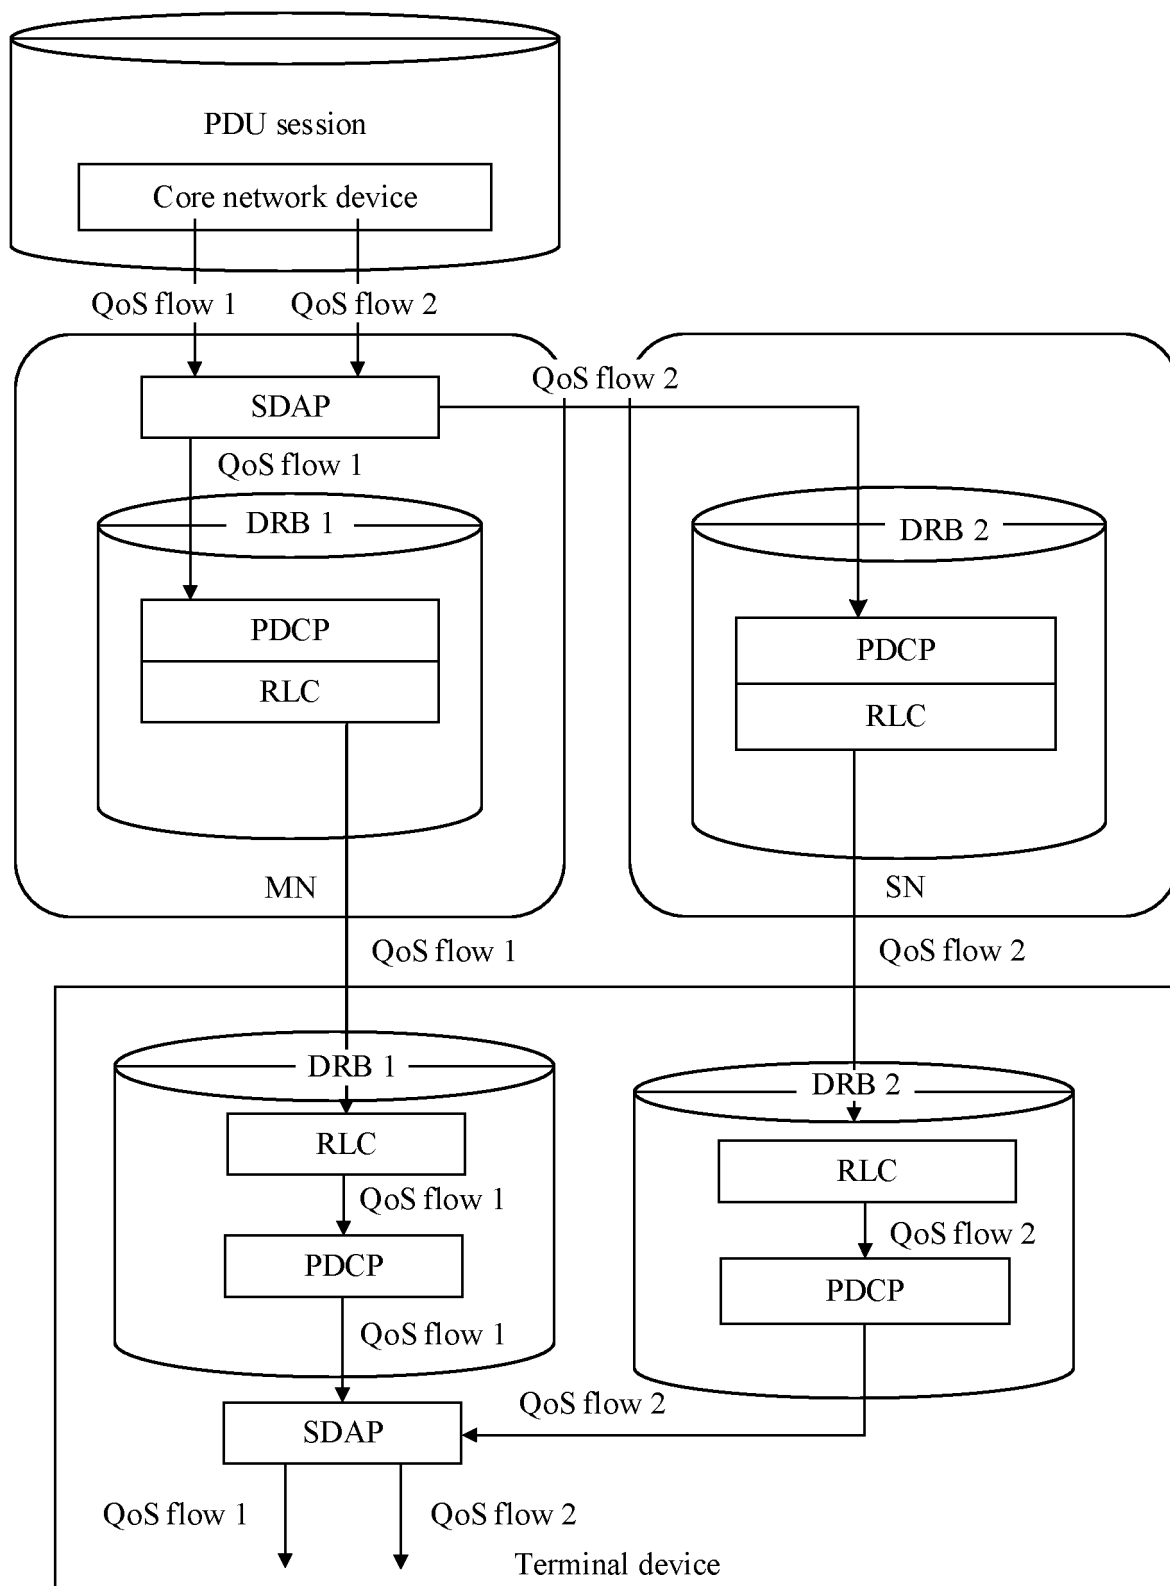 PDU session
Core network device
QoS flow 1
QoS flow 2
SDAP
QoS flow 2
QoS flow 1
DRB 1
DRB 2
PDCP
RLC
PDCP
RLC
MN
SN
QoS flow 1
QoS flow 2
DRB 1
DRB 2
RLC
RLC
QoS flow 1
QoS flow 2
PDCP
PDCP
QoS flow 1
QoS flow 2
SDAP
QoS flow 1
QoS flow 2
Terminal device